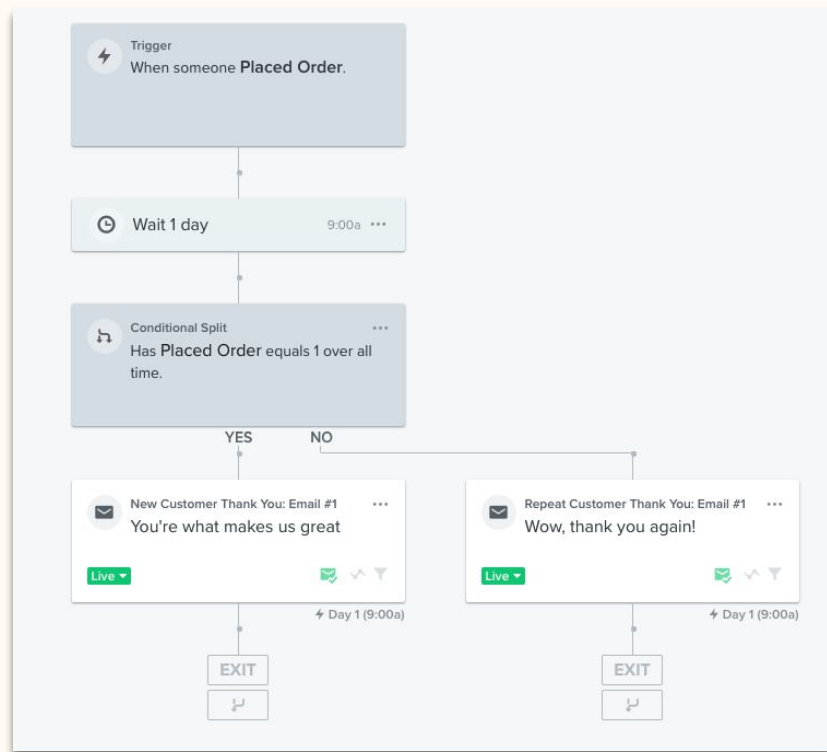 Trigger
When someone Placed Order.
Wait 1 day
9:00a
Conditional Split
Has Placed Order equals 1 over all
time.
YES
NO
New Customer Thank You: Email #1
You're what makes us great
Live
Day 1 (9:00a)
EXIT
Repeat Customer Thank You: Email #1
Wow, thank you again!
Live
Day 1 (9:00a)
EXIT